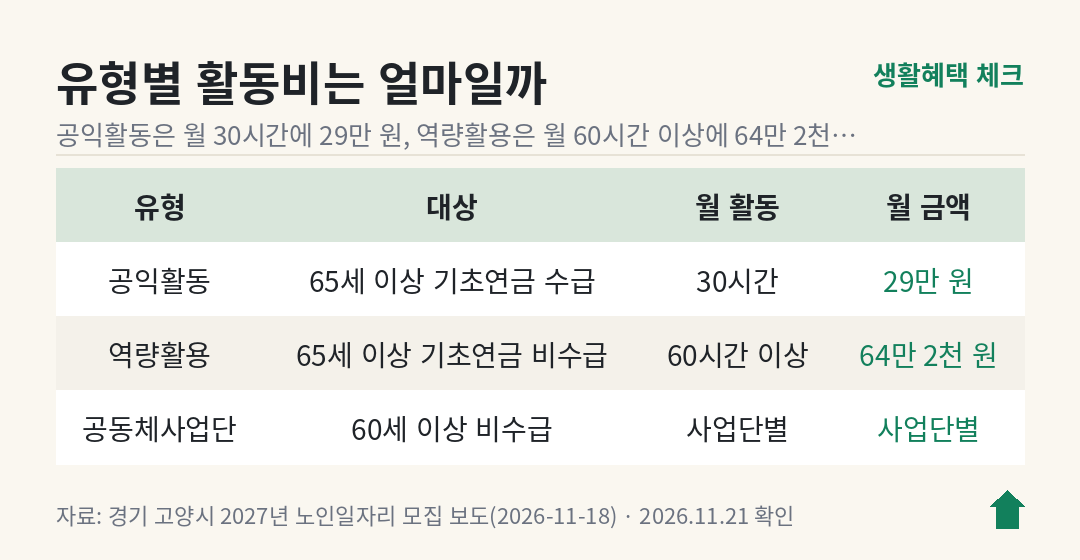 유형별 활동비는 얼마일까
생활혜택 체크
공익활동은 월 30시간에 29만 원, 역량활용은 월 60시간 이상에 64만 2천…
유형 대상 월 활동 월 금액
공익활동 65세 이상 기초연금 수급 30시간 29만 원
역량활용 65세 이상 기초연금 비수급 60시간 이상 64만 2천 원
공동체사업단 60세 이상 비수급 사업단별 사업단별
자료: 경기 고양시 2027년 노인일자리 모집 보도(2026-11-18) · 2026.11.21 확인